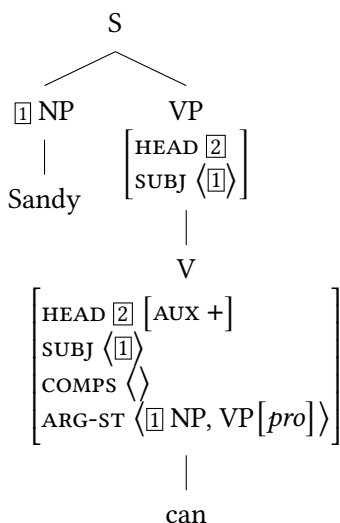 S
1 NP VP
[HEAD 2
SUBJ ⟨1⟩]
Sandy
V
[HEAD 2 [AUX +]
SUBJ ⟨1⟩
COMPS ⟨⟩
ARG-ST ⟨1 NP, VP[pro]⟩]
can